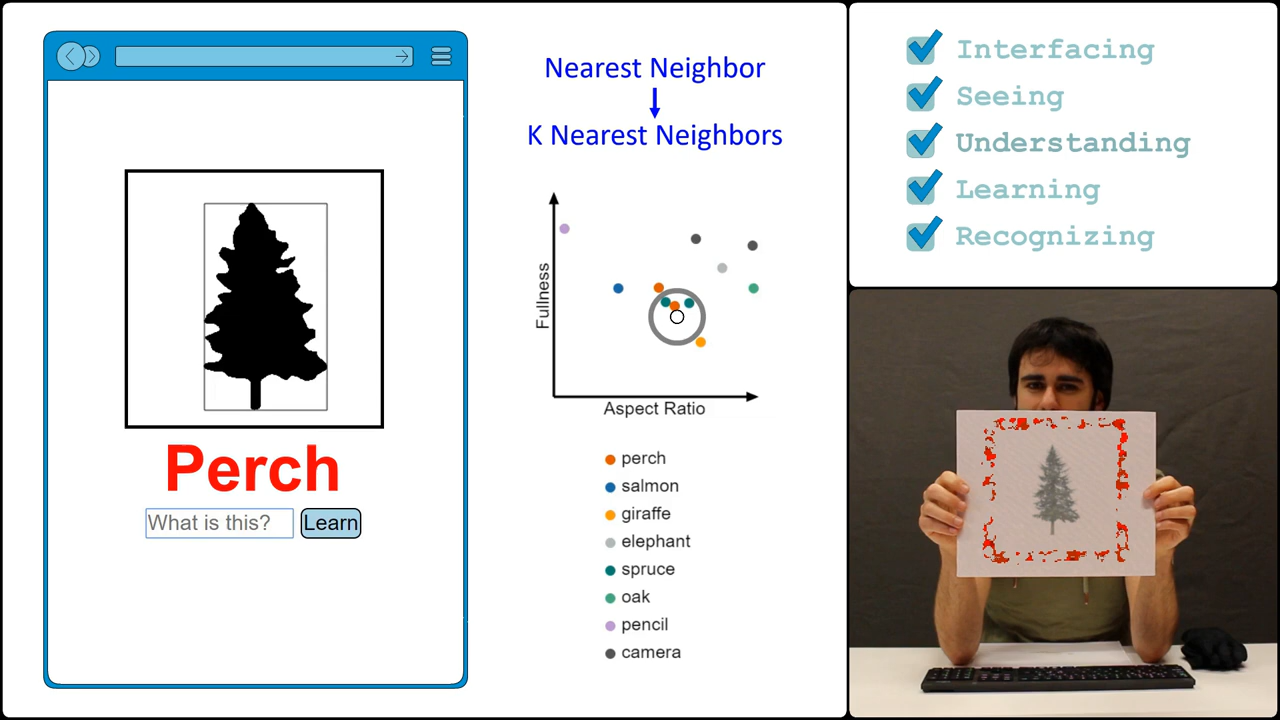 Nearest Neighbor
K Nearest Neighbors
Fullness
Aspect Ratio
perch
salmon
giraffe
elephant
spruce
oak
pencil
camera
Perch
What is this?
Learn
Interfacing
Seeing
Understanding
Learning
Recognizing